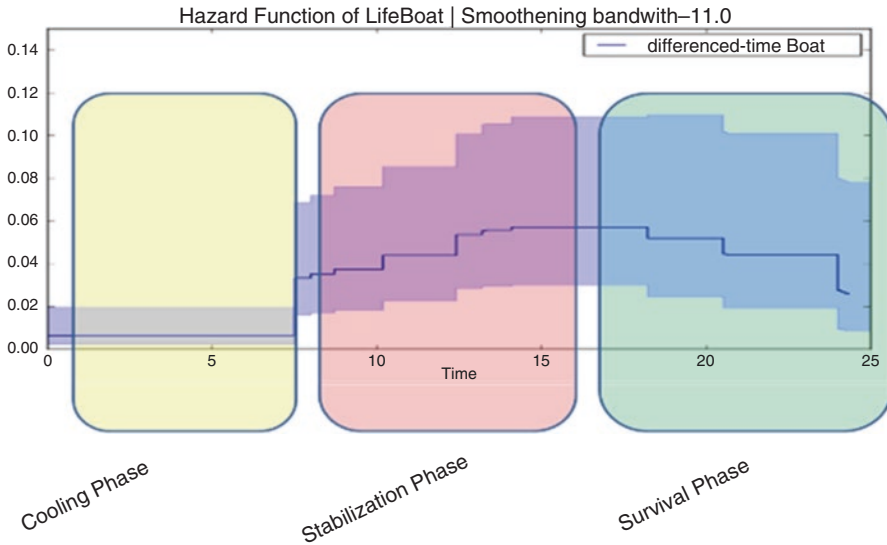 Hazard Function of LifeBoat | Smoothening bandwith–11.0
differenced-time Boat
0.14
0.12
0.10
0.08
0.06
0.04
0.02
0.00
0 5 10 15 20 25
Time
Cooling Phase
Stabilization Phase
Survival Phase